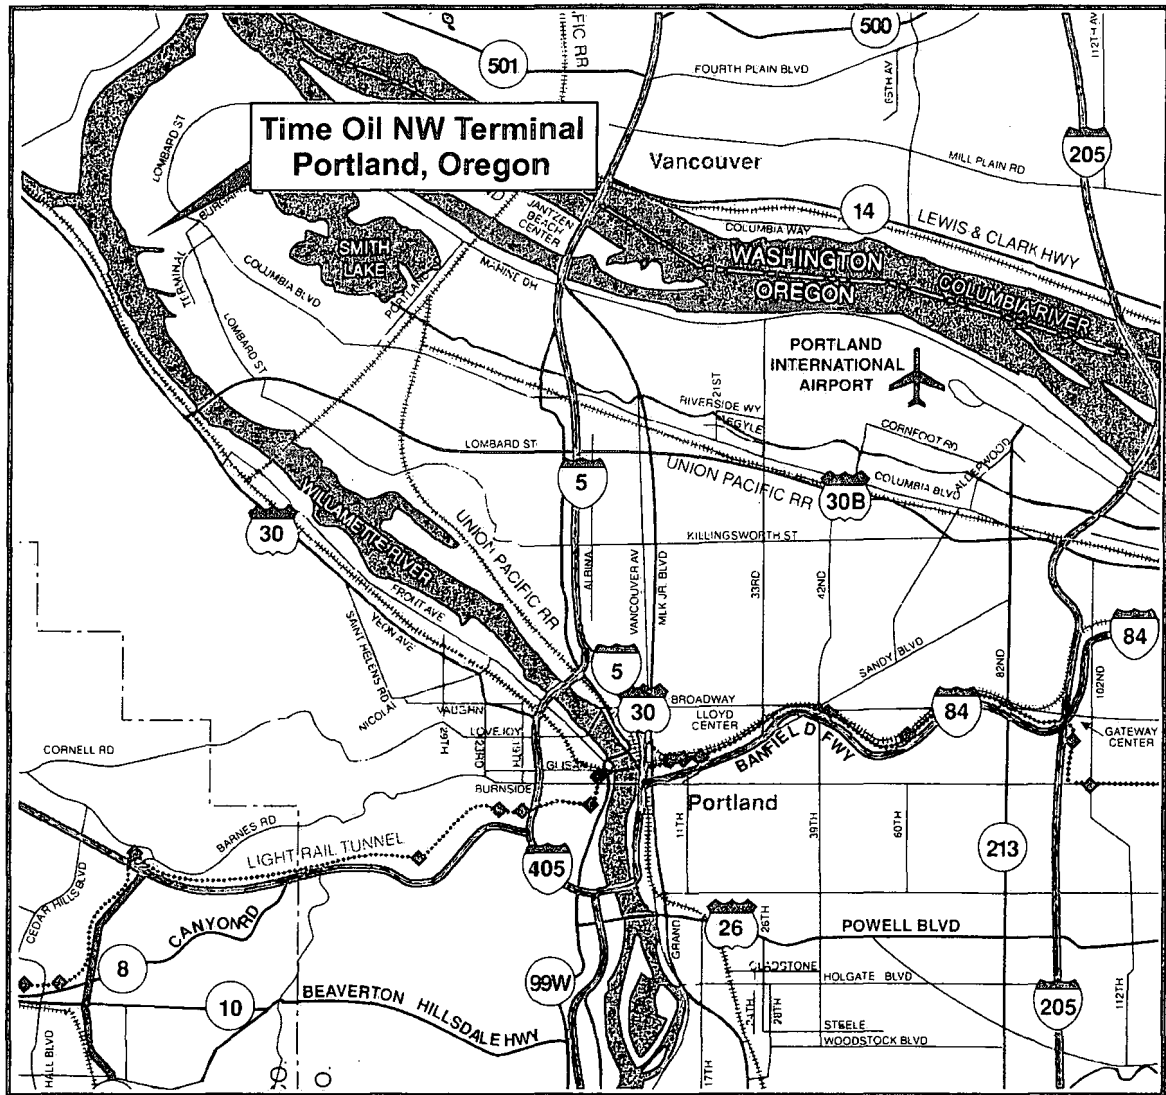 500
501
FOURTH PLAIN BLVD
112TH AV
Time Oil NW Terminal
Portland, Oregon
LOMBARD ST
Vancouver
MILL PLAIN RD
205
14
LEWIS & CLARK HWY
JANTZEN
BEACH
CENTER
COLUMBIA WAY
SMITH
LAKE
WASHINGTON
OREGON
COLUMBIA RIVER
TERMINAL
COLUMBIA BLVD
MARINE DR
LOMBARD ST
PORTLAND
INTERNATIONAL
AIRPORT
21ST
RIVERSIDE WY
ARGYLE
CORNFOOT RD
ALDERWOOD
LOMBARD ST
UNION PACIFIC RR
COLUMBIA BLVD
5
30B
30
WILLAMETTE RIVER
UNION PACIFIC RR
KILLINGSWORTH ST
ALBINA
VANCOUVER AV
MLK JR. BLVD
33RD
42ND
FRONT AVE
YEON AVE
SAINT HELENS RD
NICOLAI
SANDY BLVD
82ND
102ND
84
5
30
BROADWAY
LLOYD
CENTER
84
GATEWAY
CENTER
VAUGHN
LOVEJOY
29TH
23RD
19TH
GLISAN
BURNSIDE
CORNELL RD
BANFIELD FWY
Portland
BARNES RD
LIGHT RAIL TUNNEL
11TH
39TH
60TH
213
405
CEDAR HILLS BLVD
CANYON RD
8
26
26TH
POWELL BLVD
GRAND
GLADSTONE
HOLGATE BLVD
99W
10
BEAVERTON HILLSDALE HWY
205
112TH
28TH
STEELE
WOODSTOCK BLVD
HALL BLVD
17TH